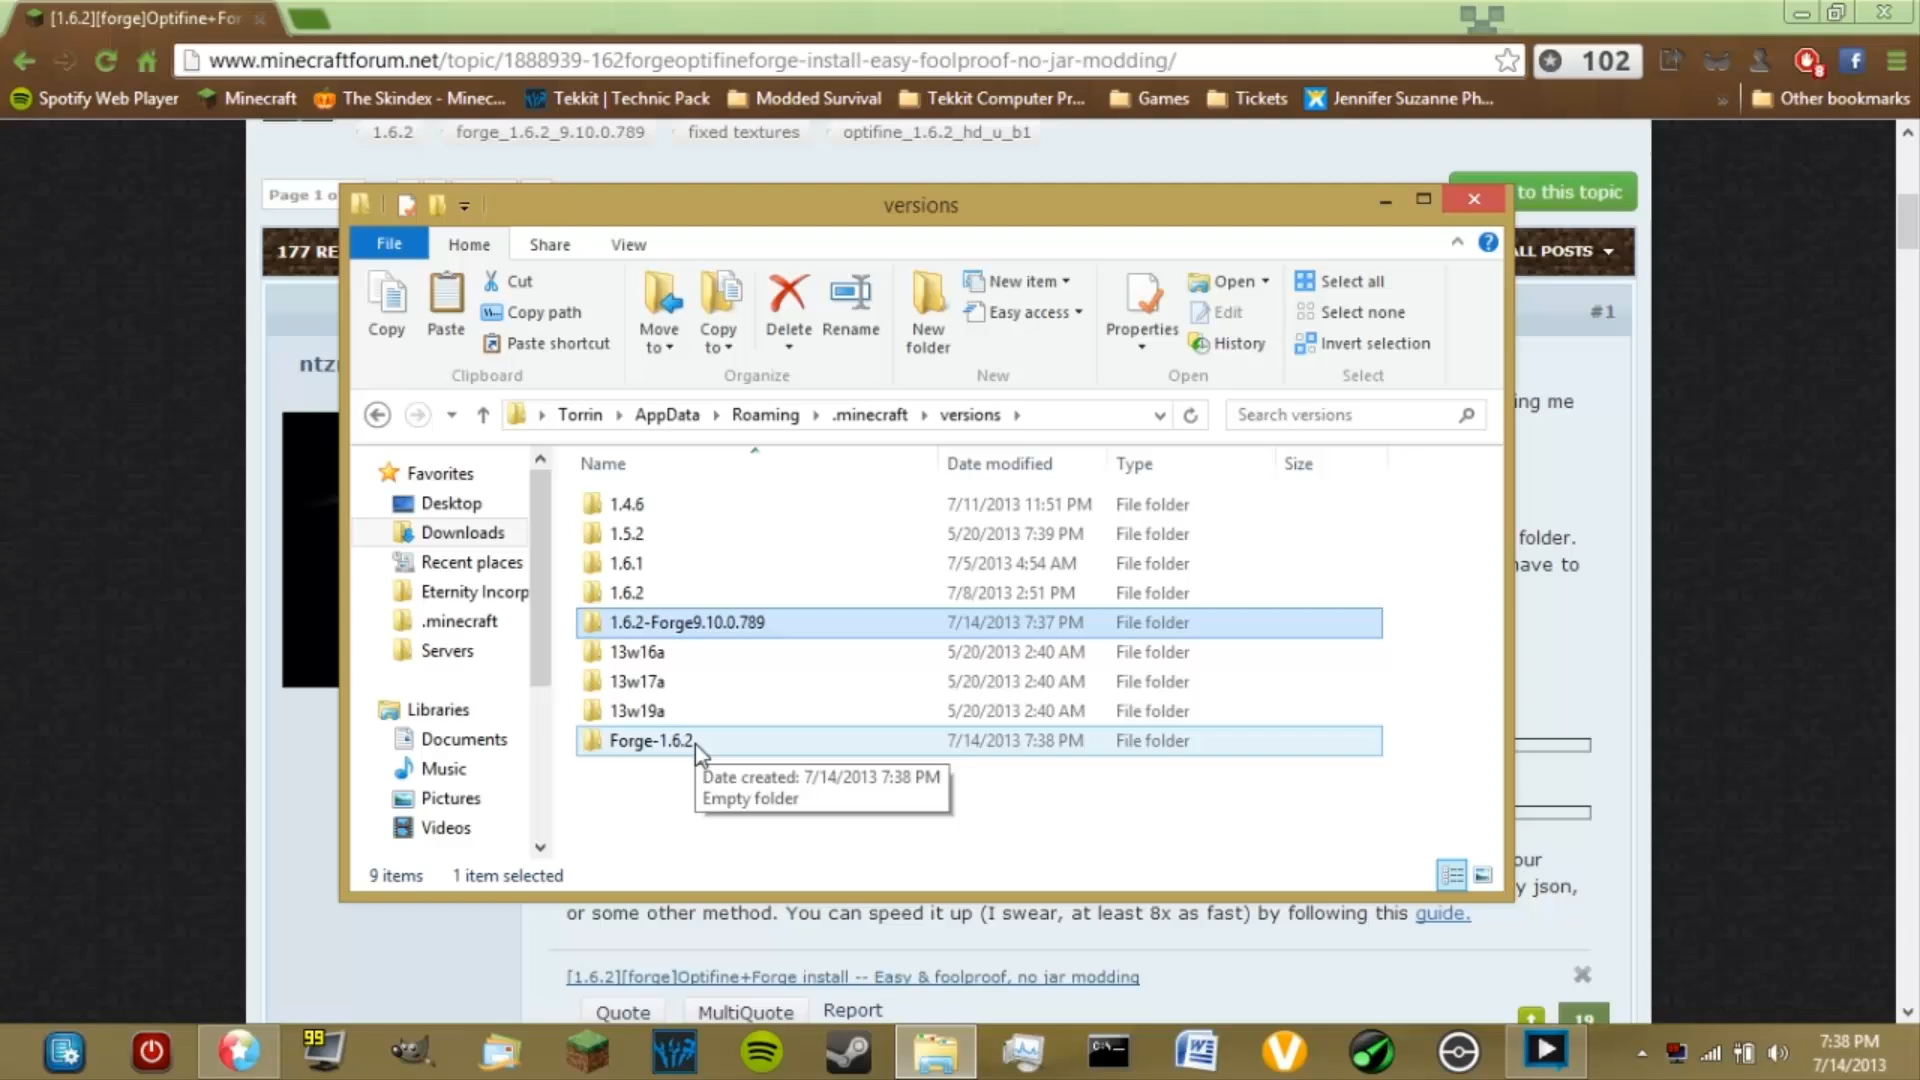 [1.6.2][forge]Optifine+For
www.minecraftforum.net/topic/1888939-162forgeoptifineforge-install-easy-foolproof-no-jar-modding/
102
8
Spotify Web Player
Minecraft
The Skindex - Minec...
Tekkit | Technic Pack
Modded Survival
Tekkit Computer Pr...
Games
Tickets
Jennifer Suzanne Ph...
»
Other bookmarks
1.6.2
forge_1.6.2_9.10.0.789
fixed textures
optifine_1.6.2_hd_u_b1
Page 1 o
to this topic
177 RE
ALL POSTS
#1
ntz
ing me
folder.
have to
our
y json,
versions
File
Home
Share
View
Copy
Paste
Cut
Copy path
Paste shortcut
Clipboard
Move to
Copy to
Delete
Rename
Organize
New folder
New item
Easy access
New
Properties
Open
Edit
History
Open
Select all
Select none
Invert selection
Select
Torrin
AppData
Roaming
.minecraft
versions
Search versions
Favorites
Desktop
Downloads
Recent places
Eternity Incorp
.minecraft
Servers
Libraries
Documents
Music
Pictures
Videos
Name Date modified Type Size
1.4.6 7/11/2013 11:51 PM File folder
1.5.2 5/20/2013 7:39 PM File folder
1.6.1 7/5/2013 4:54 AM File folder
1.6.2 7/8/2013 2:51 PM File folder
1.6.2-Forge9.10.0.789 7/14/2013 7:37 PM File folder
13w16a 5/20/2013 2:40 AM File folder
13w17a 5/20/2013 2:40 AM File folder
13w19a 5/20/2013 2:40 AM File folder
Forge-1.6.2 7/14/2013 7:38 PM File folder
Date created: 7/14/2013 7:38 PM
Empty folder
9 items 1 item selected
or some other method. You can speed it up (I swear, at least 8x as fast) by following this guide.
[1.6.2][forge]Optifine+Forge install -- Easy & foolproof, no jar modding
Quote
MultiQuote
Report
19
99
7:38 PM
7/14/2013